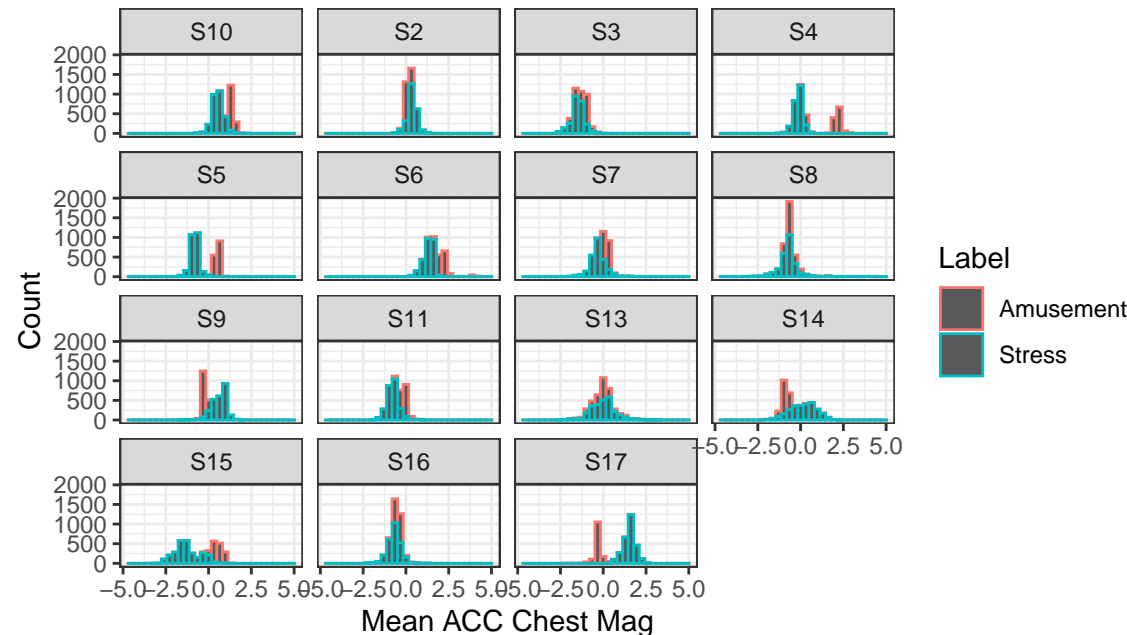 S10 S2 S3 S4
2000
1500
1000
500
0
S5 S6 S7 S8
2000
1500
1000
500
0
S9 S11 S13 S14
2000
1500
1000
500
0
−5.0 −2.5 0.0 2.5 5.0
S15 S16 S17
2000
1500
1000
500
0
−5.0 −2.5 0.0 2.5 5.0 −5.0 −2.5 0.0 2.5 5.0 −5.0 −2.5 0.0 2.5 5.0
Mean ACC Chest Mag
Count
Label
Amusement
Stress